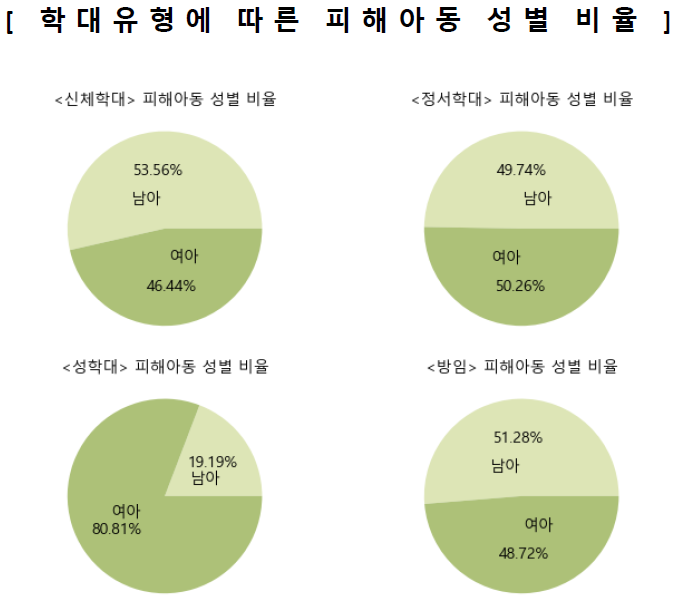 [ 학대유형에 따른 피해아동 성별 비율 ]
<신체학대> 피해아동 성별 비율
53.56%
남아
여아
46.44%
<정서학대> 피해아동 성별 비율
49.74%
남아
여아
50.26%
<성학대> 피해아동 성별 비율
19.19%
남아
여아
80.81%
<방임> 피해아동 성별 비율
51.28%
남아
여아
48.72%